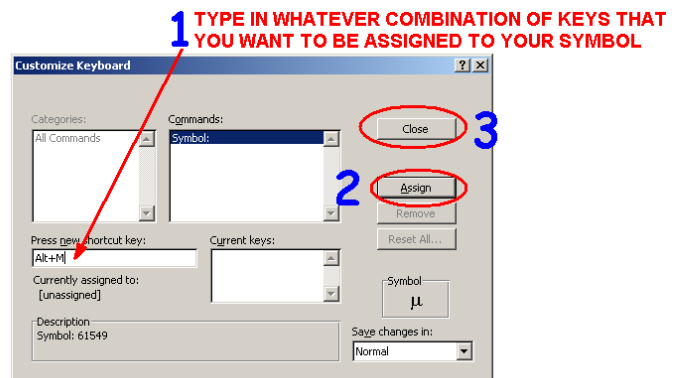 1 TYPE IN WHATEVER COMBINATION OF KEYS THAT
YOU WANT TO BE ASSIGNED TO YOUR SYMBOL
Customize Keyboard
Categories:
Commands:
All Commands
Symbol:
Close
3
2
Assign
Remove
Press new shortcut key:
Current keys:
Reset All...
Alt+M
Currently assigned to:
[unassigned]
Symbol
μ
Description
Symbol: 61549
Save changes in:
Normal